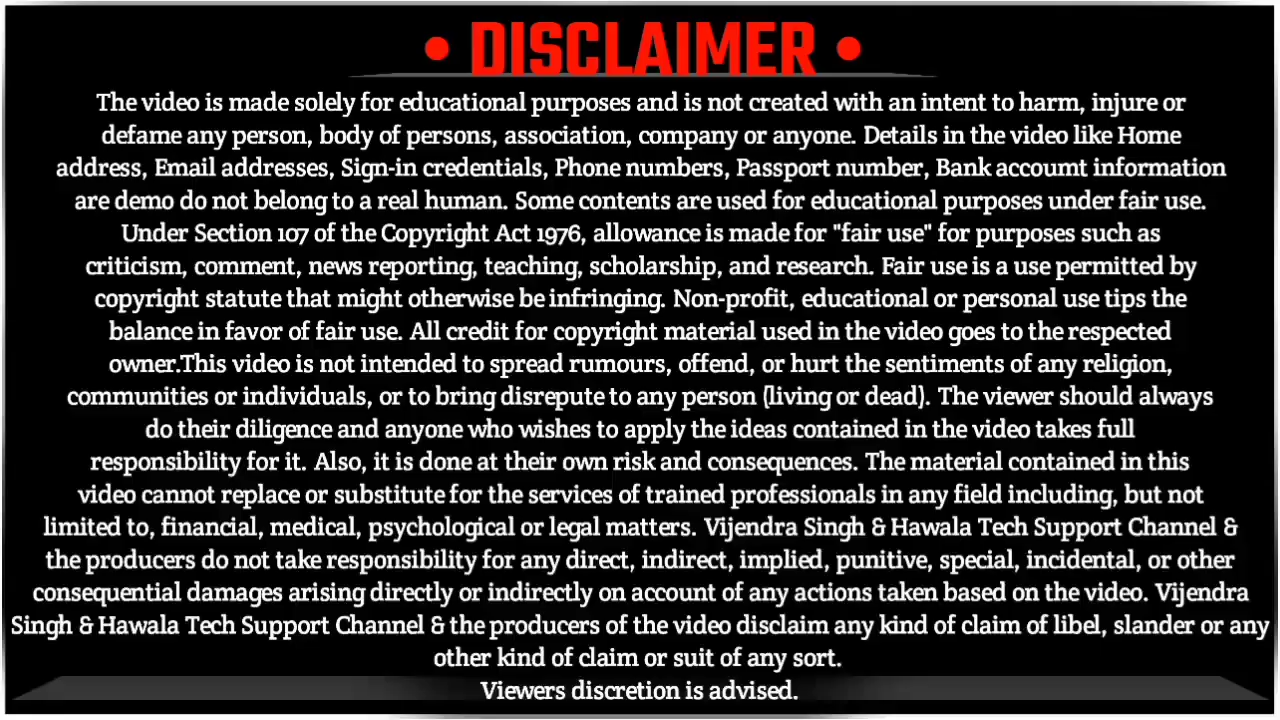 • DISCLAIMER •
The video is made solely for educational purposes and is not created with an intent to harm, injure or
defame any person, body of persons, association, company or anyone. Details in the video like Home
address, Email addresses, Sign-in credentials, Phone numbers, Passport number, Bank accoumt information
are demo do not belong to a real human. Some contents are used for educational purposes under fair use.
Under Section 107 of the Copyright Act 1976, allowance is made for "fair use" for purposes such as
criticism, comment, news reporting, teaching, scholarship, and research. Fair use is a use permitted by
copyright statute that might otherwise be infringing. Non-profit, educational or personal use tips the
balance in favor of fair use. All credit for copyright material used in the video goes to the respected
owner.This video is not intended to spread rumours, offend, or hurt the sentiments of any religion,
communities or individuals, or to bring disrepute to any person (living or dead). The viewer should always
do their diligence and anyone who wishes to apply the ideas contained in the video takes full
responsibility for it. Also, it is done at their own risk and consequences. The material contained in this
video cannot replace or substitute for the services of trained professionals in any field including, but not
limited to, financial, medical, psychological or legal matters. Vijendra Singh & Hawala Tech Support Channel &
the producers do not take responsibility for any direct, indirect, implied, punitive, special, incidental, or other
consequential damages arising directly or indirectly on account of any actions taken based on the video. Vijendra
Singh & Hawala Tech Support Channel & the producers of the video disclaim any kind of claim of libel, slander or any
other kind of claim or suit of any sort.
Viewers discretion is advised.